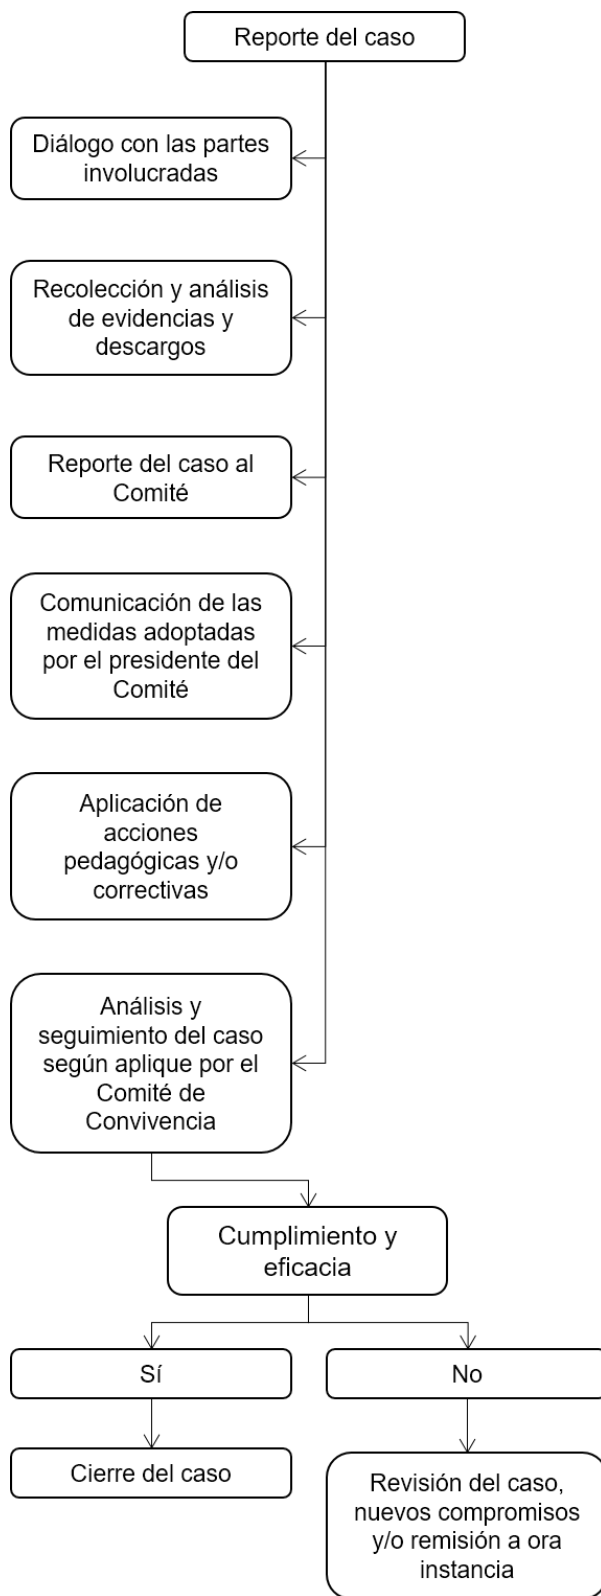 Reporte del caso
Diálogo con las partes
involucradas
Recolección y análisis
de evidencias y
descargos
Reporte del caso al
Comité
Comunicación de las
medidas adoptadas
por el presidente del
Comité
Aplicación de
acciones
pedagógicas y/o
correctivas
Análisis y
seguimiento del caso
según aplique por el
Comité de
Convivencia
Cumplimiento y
eficacia
Sí
No
Cierre del caso
Revisión del caso,
nuevos compromisos
y/o remisión a ora
instancia